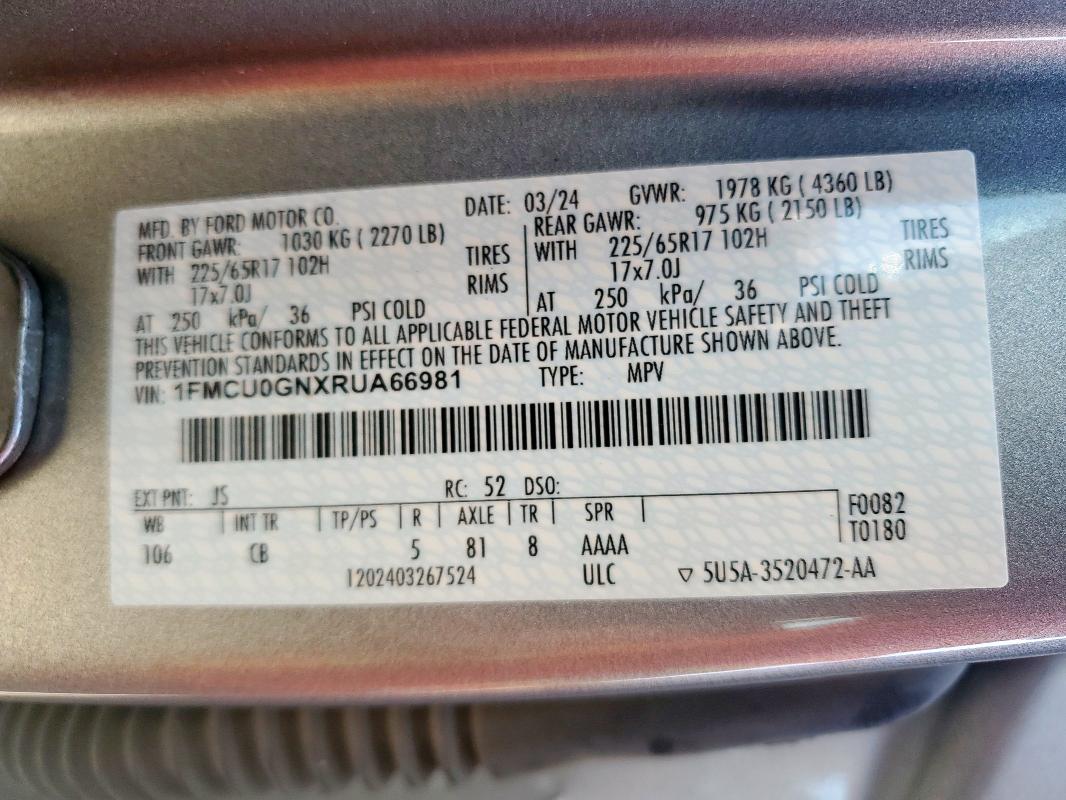 MFD. BY FORD MOTOR CO. DATE: 03/24 GVWR: 1978 KG ( 4360 LB)
FRONT GAWR: 1030 KG ( 2270 LB) REAR GAWR: 975 KG ( 2150 LB)
WITH 225/65R17 102H TIRES WITH 225/65R17 102H TIRES
17x7.0J RIMS 17x7.0J RIMS
AT 250 kPa/ 36 PSI COLD AT 250 kPa/ 36 PSI COLD
THIS VEHICLE CONFORMS TO ALL APPLICABLE FEDERAL MOTOR VEHICLE SAFETY AND THEFT
PREVENTION STANDARDS IN EFFECT ON THE DATE OF MANUFACTURE SHOWN ABOVE.
VIN: 1FMCU0GNXRUA66981 TYPE: MPV
EXT PNT: JS RC: 52 DSO:
WB INT TR TP/PS R AXLE TR SPR F0082
106 CB 5 81 8 AAAA T0180
1202403267524 ULC ▽ 5U5A-3520472-AA